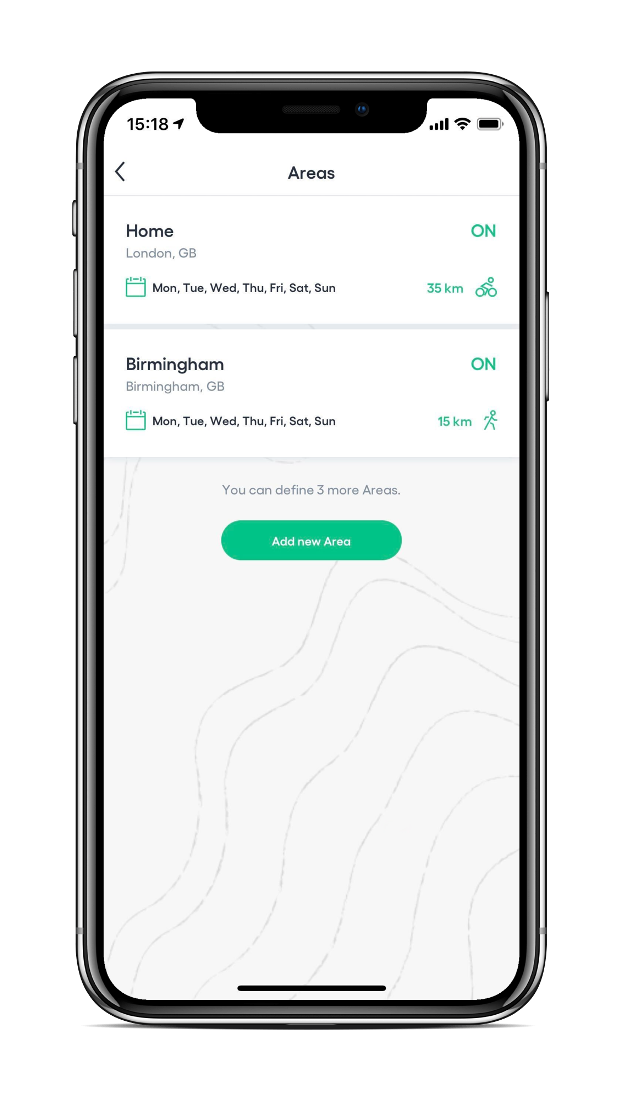 15:18
Areas
Home
ON
London, GB
Mon, Tue, Wed, Thu, Fri, Sat, Sun
35 km
Birmingham
ON
Birmingham, GB
Mon, Tue, Wed, Thu, Fri, Sat, Sun
15 km
You can define 3 more Areas.
Add new Area